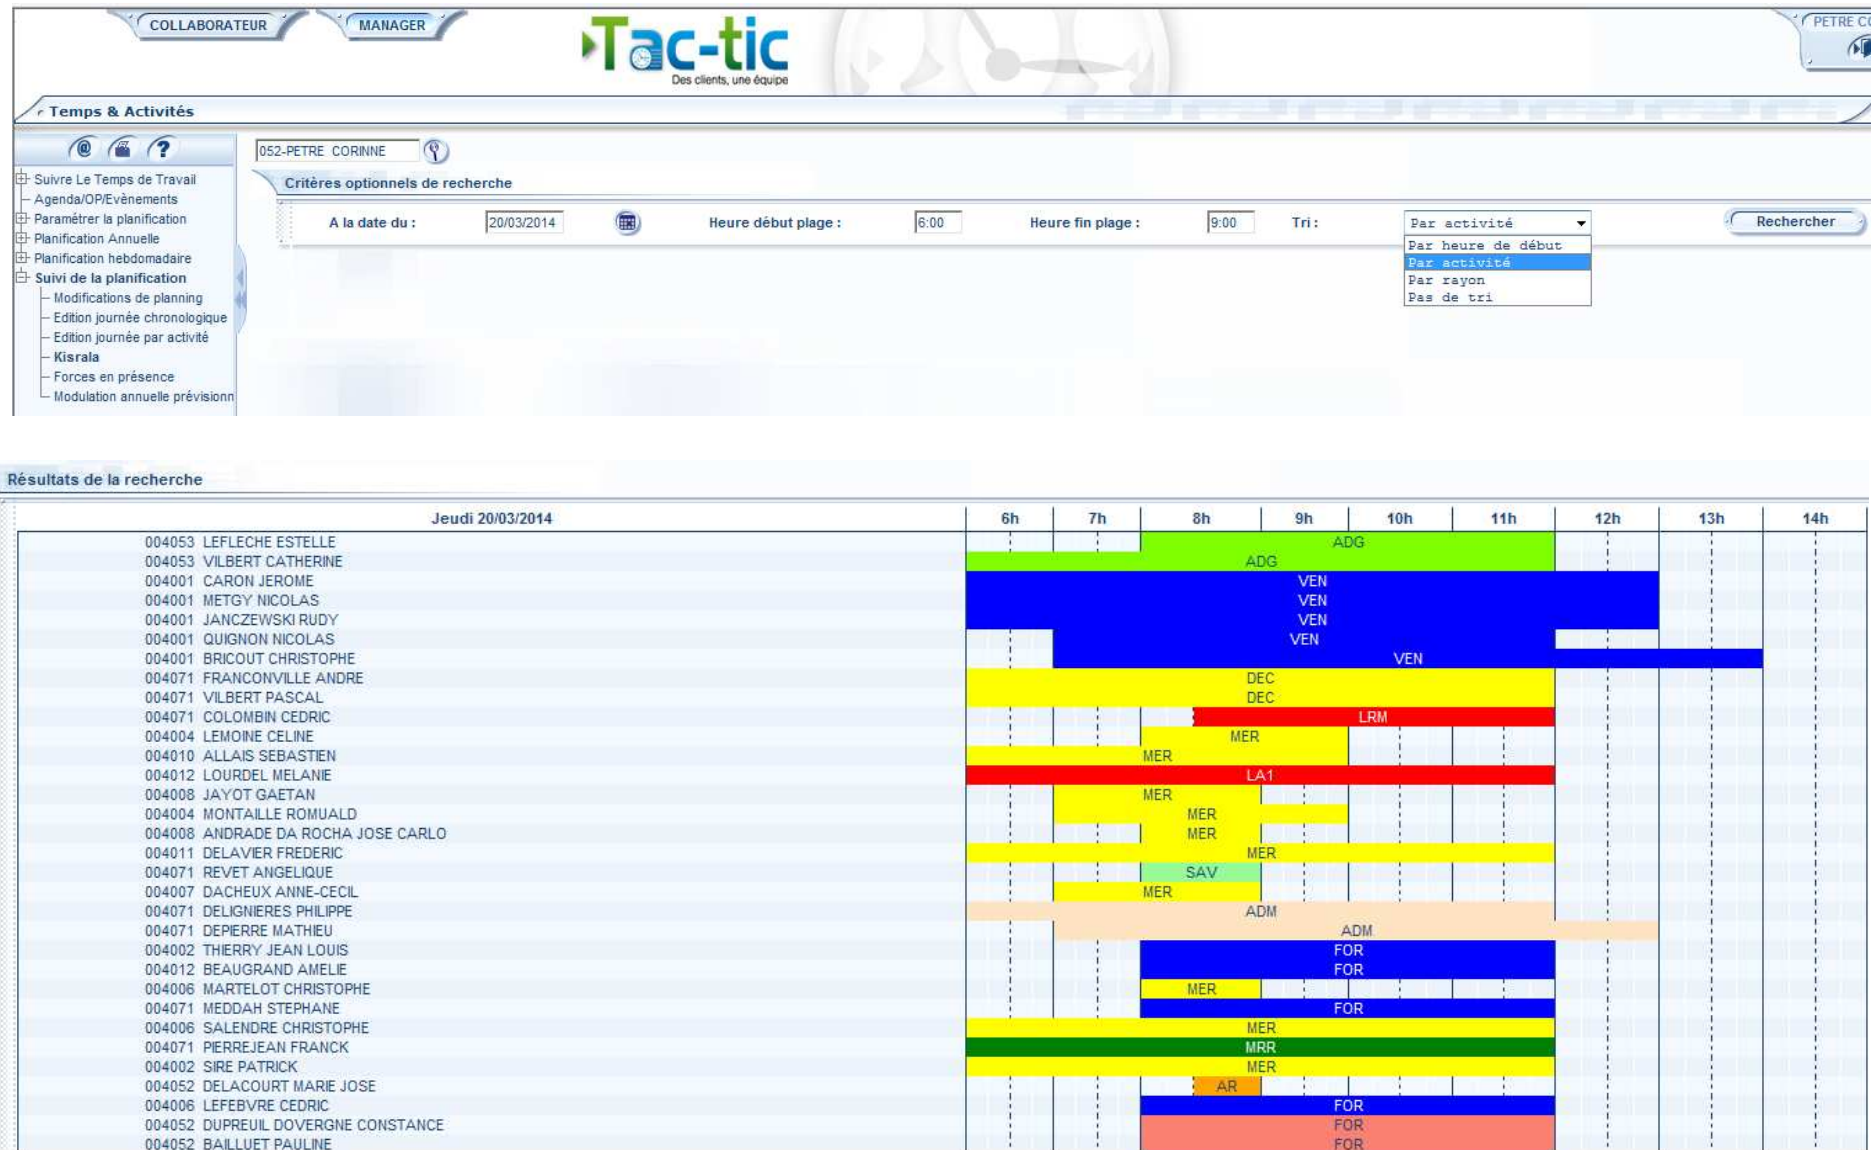 COLLABORATEUR MANAGER Tac-tic PETRE CO
Des clients, une équipe
Temps & Activités
@ ? 052-PETRE CORINNE
Suivre Le Temps de Travail
Critères optionnels de recherche
Agenda/OP/Evènements
Paramétrer la planification
A la date du : 20/03/2014 Heure début plage : 6:00 Heure fin plage : 9:00 Tri : Par activité Rechercher
Planification Annuelle
Par heure de début
Planification hebdomadaire
Par activité
Suivi de la planification
Par rayon
Modifications de planning
Pas de tri
Edition journée chronologique
Edition journée par activité
Kisrala
Forces en présence
Modulation annuelle prévisionn
Résultats de la recherche
Jeudi 20/03/2014 6h 7h 8h 9h 10h 11h 12h 13h 14h
004053 LEFLECHE ESTELLE ADG
004053 VILBERT CATHERINE ADG
004001 CARON JEROME VEN
004001 METGY NICOLAS VEN
004001 JANCZEWSKI RUDY VEN
004001 QUIGNON NICOLAS VEN
004001 BRICOUT CHRISTOPHE VEN
004071 FRANCONVILLE ANDRE DEC
004071 VILBERT PASCAL DEC
004071 COLOMBIN CEDRIC LRM
004004 LEMOINE CELINE MER
004010 ALLAIS SEBASTIEN MER
004012 LOURDEL MELANIE LA1
004008 JAYOT GAETAN MER
004004 MONTAILLE ROMUALD MER
004008 ANDRADE DA ROCHA JOSE CARLO MER
004011 DELAVIER FREDERIC MER
004071 REVET ANGELIQUE SAV
004007 DACHEUX ANNE-CECIL MER
004071 DELIGNIERES PHILIPPE ADM
004071 DEPIERRE MATHIEU ADM
004002 THIERRY JEAN LOUIS FOR
004012 BEAUGRAND AMELIE FOR
004006 MARTELOT CHRISTOPHE MER
004071 MEDDAH STEPHANE FOR
004006 SALENDRE CHRISTOPHE MER
004071 PIERREJEAN FRANCK MRR
004002 SIRE PATRICK MER
004052 DELACOURT MARIE JOSE AR
004006 LEFEBVRE CEDRIC FOR
004052 DUPREUIL DOVERGNE CONSTANCE FOR
004052 BAILLUET PAULINE FOR